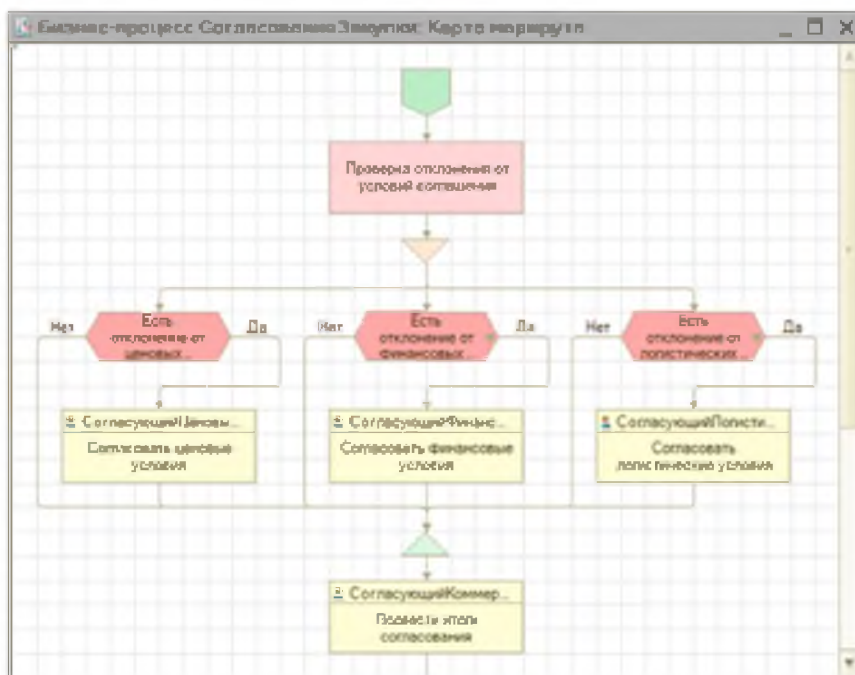 Бизнес-процесс Согласование Закупки: Карта маршрута
Проверка отклонения от
условий соглашения
Нет
Есть
отклонение от
ценовых ...
Да
Нет
Есть
отклонение от
финансовых ...
Да
Нет
Есть
отклонение от
логистических ...
Да
СогласующийЦеновы...
Согласовать ценовые
условия
СогласующийФинанс...
Согласовать финансовые
условия
СогласующийЛогисти...
Согласовать
логистические условия
СогласующийКоммер...
Подвести итоги
согласования